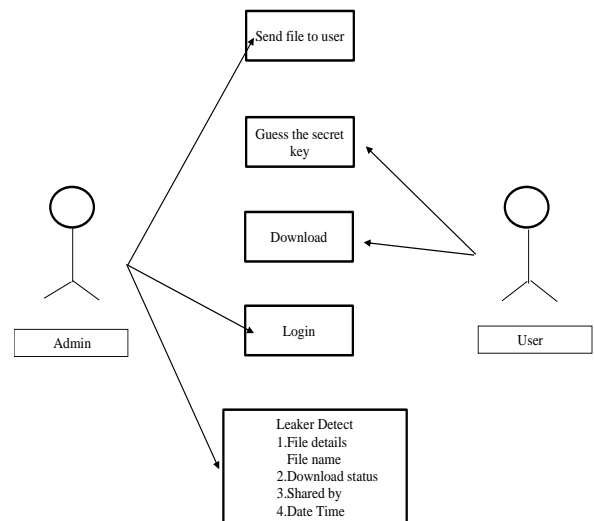 Send file to user
Guess the secret
key
Download
Login
Admin
User
Leaker Detect
1.File details
File name
2.Download status
3.Shared by
4.Date Time